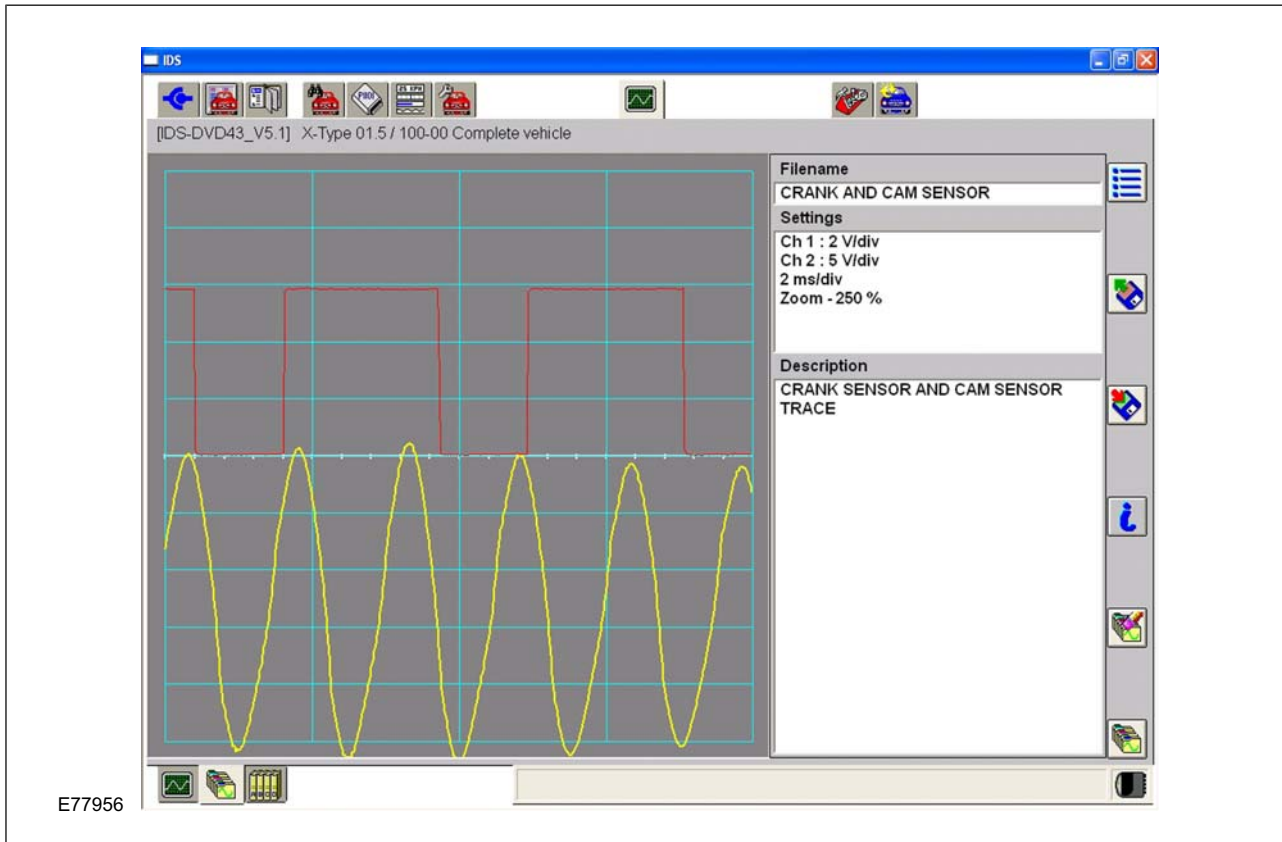 IDS
[IDS-DVD43_V5.1] X-Type 01.5 / 100-00 Complete vehicle
Filename
CRANK AND CAM SENSOR
Settings
Ch 1 : 2 V/div
Ch 2 : 5 V/div
2 ms/div
Zoom - 250 %
Description
CRANK SENSOR AND CAM SENSOR
TRACE
E77956